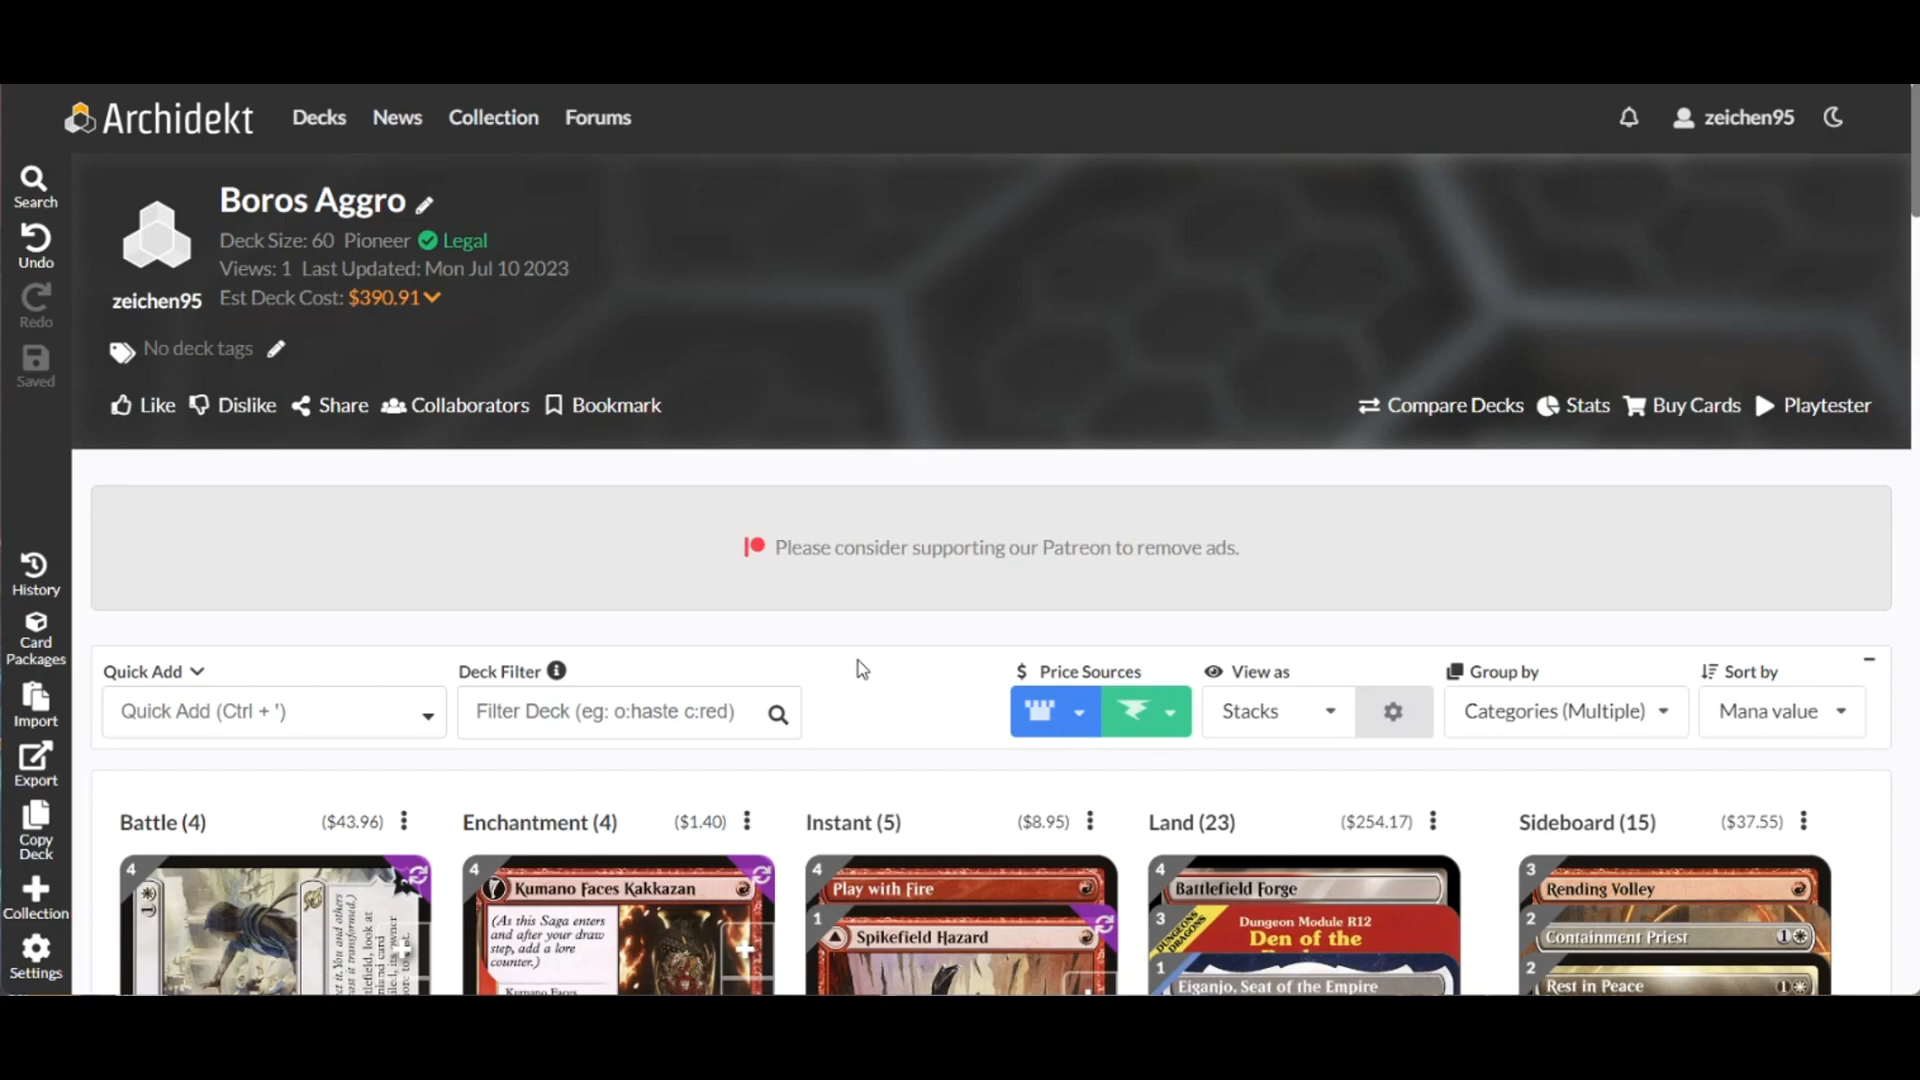 Archidekt
Decks
News
Collection
Forums
zeichen95
Search
Undo
Redo
Saved
History
Card
Packages
Import
Export
Copy
Deck
Collection
Settings
Boros Aggro
Deck Size: 60 Pioneer Legal
Views: 1 Last Updated: Mon Jul 10 2023
zeichen95
Est Deck Cost: $390.91
No deck tags
Like
Dislike
Share
Collaborators
Bookmark
Compare Decks
Stats
Buy Cards
Playtester
Please consider supporting our Patreon to remove ads.
Quick Add
Quick Add (Ctrl + ')
Deck Filter
Filter Deck (eg: o:haste c:red)
$ Price Sources
View as
Stacks
Group by
Categories (Multiple)
Sort by
Mana value
Battle (4) ($43.96)
4
Enchantment (4) ($1.40)
4
Kumano Faces Kakkazan
(As this Saga enters
and after your draw
step, add a lore
counter.)
Kumano Faces
Instant (5) ($8.95)
4
Play with Fire
1
Spikefield Hazard
Land (23) ($254.17)
4
Battlefield Forge
3
DUNGEONS
DRAGONS
Dungeon Module R12
Den of the
1
Eiganjo, Seat of the Empire
Sideboard (15) ($37.55)
3
Rending Volley
2
Containment Priest
1
2
Rest in Peace
1